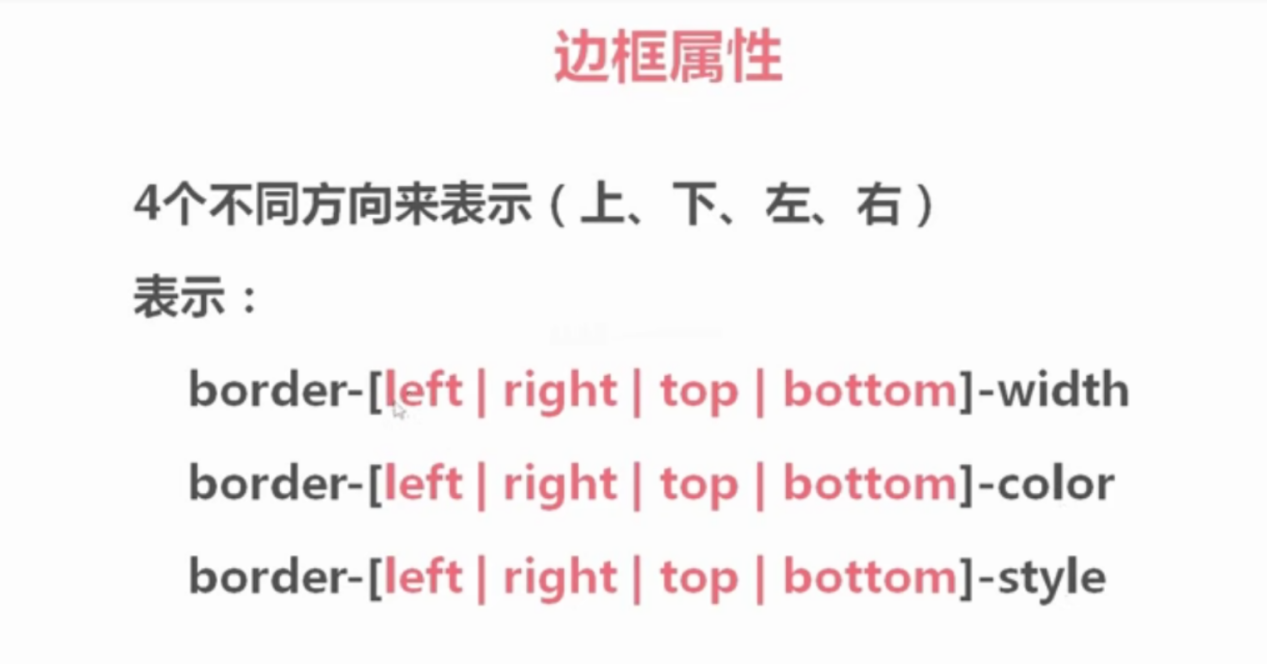 边框属性
4个不同方向来表示（上、下、左、右）
表示：
border-[left | right | top | bottom]-width
border-[left | right | top | bottom]-color
border-[left | right | top | bottom]-style